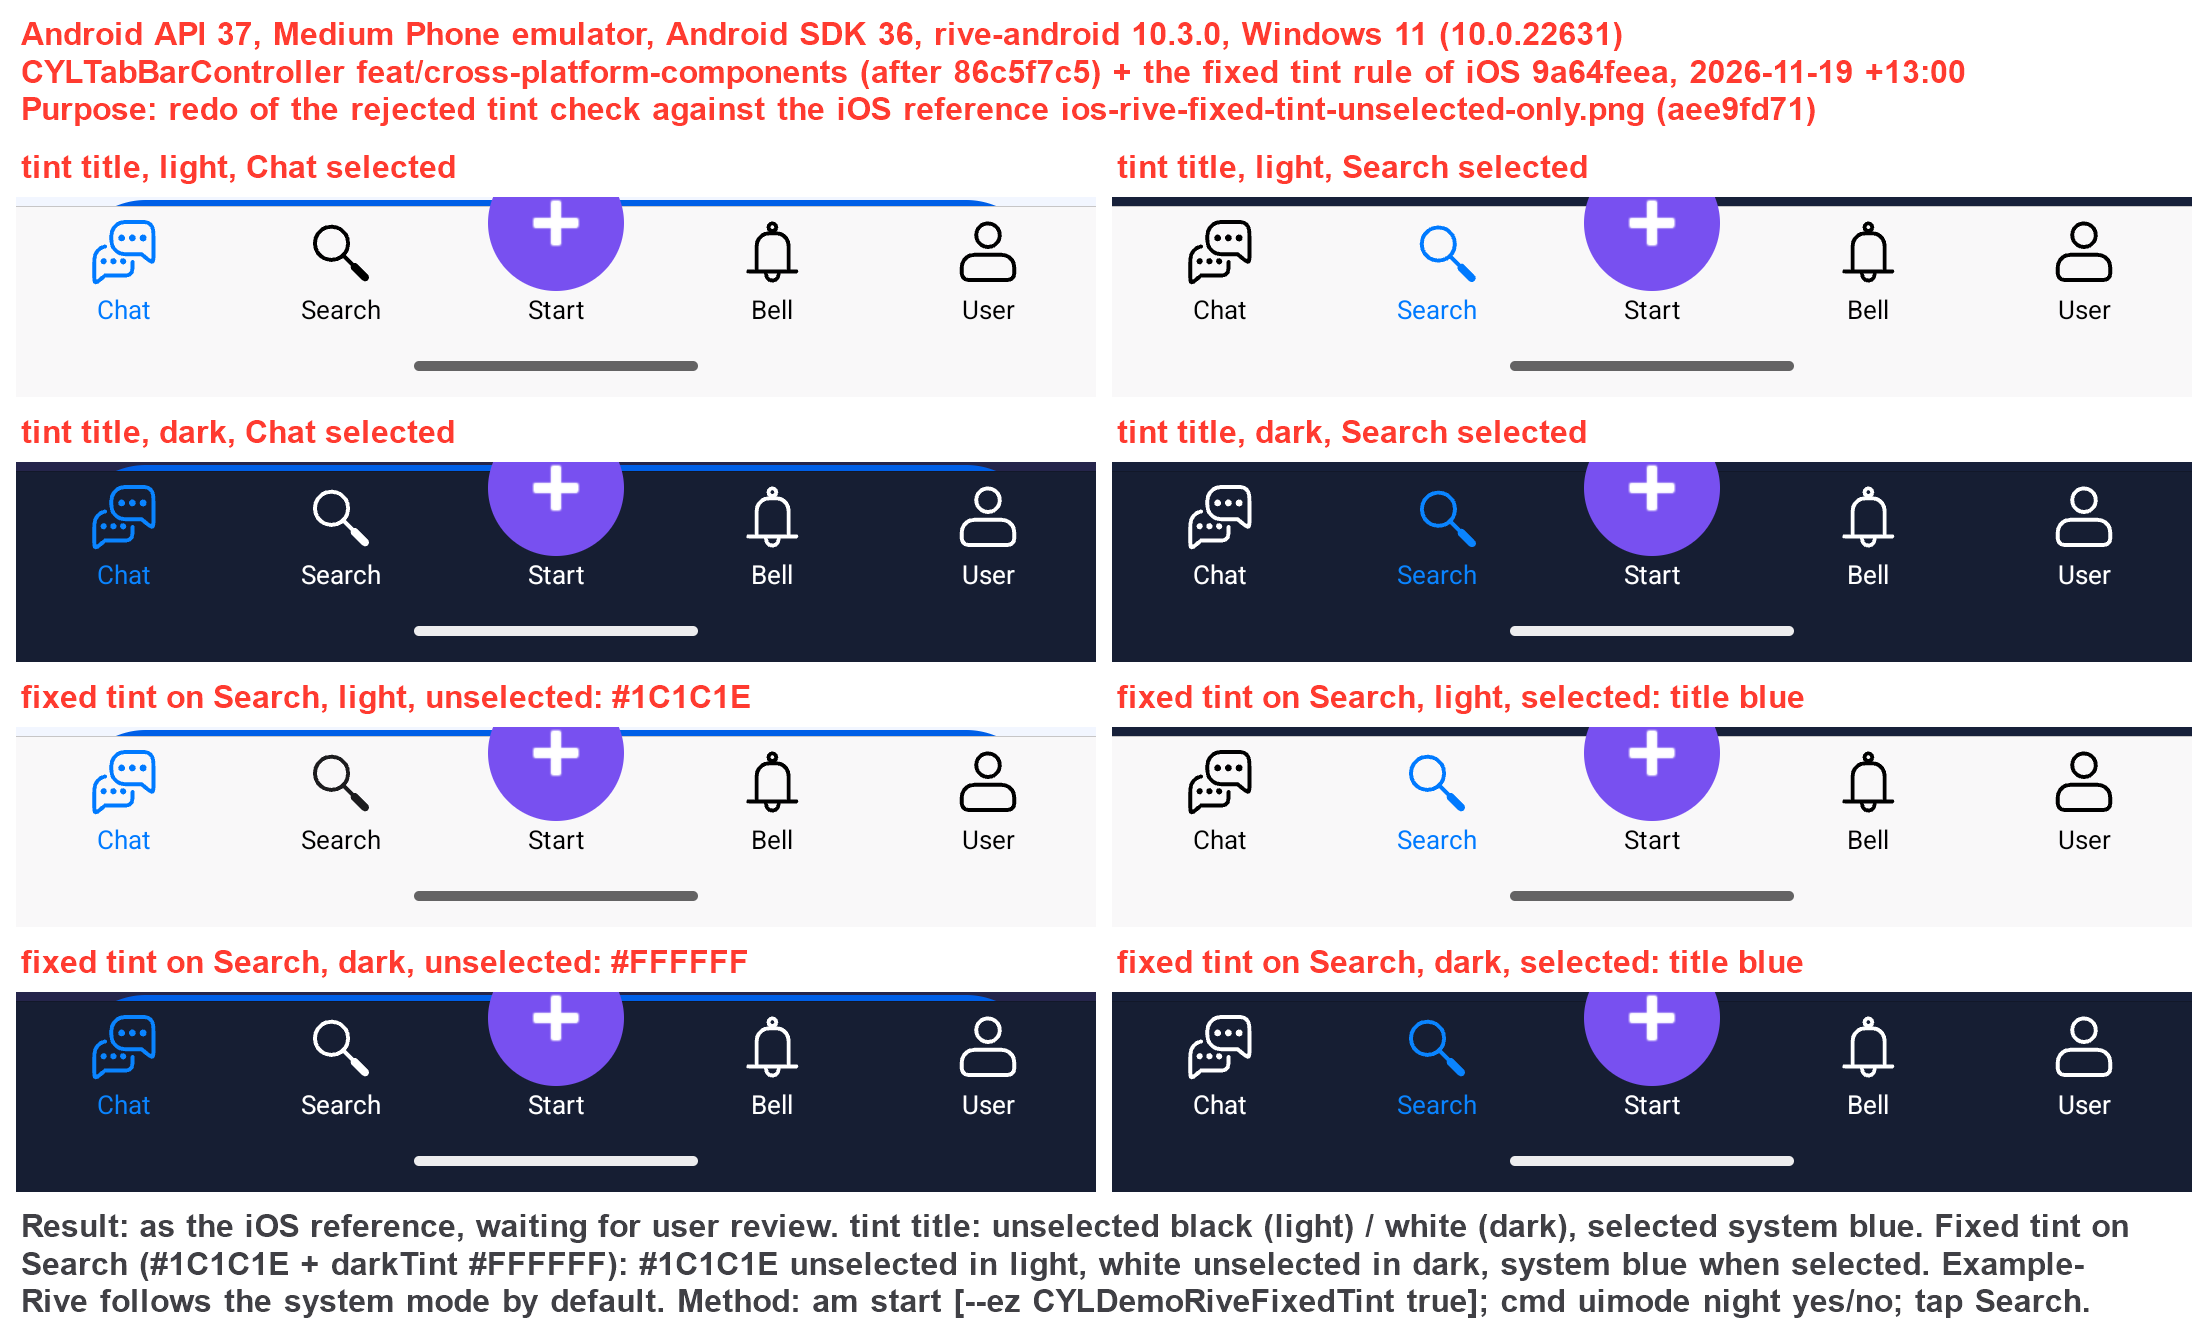 Android API 37, Medium Phone emulator, Android SDK 36, rive-android 10.3.0, Windows 11 (10.0.22631)
CYLTabBarController feat/cross-platform-components (after 86c5f7c5) + the fixed tint rule of iOS 9a64feea, 2026-11-19 +13:00
Purpose: redo of the rejected tint check against the iOS reference ios-rive-fixed-tint-unselected-only.png (aee9fd71)
tint title, light, Chat selected
Chat Search Start Bell User
tint title, light, Search selected
Chat Search Start Bell User
tint title, dark, Chat selected
Chat Search Start Bell User
tint title, dark, Search selected
Chat Search Start Bell User
fixed tint on Search, light, unselected: #1C1C1E
Chat Search Start Bell User
fixed tint on Search, light, selected: title blue
Chat Search Start Bell User
fixed tint on Search, dark, unselected: #FFFFFF
Chat Search Start Bell User
fixed tint on Search, dark, selected: title blue
Chat Search Start Bell User
Result: as the iOS reference, waiting for user review. tint title: unselected black (light) / white (dark), selected system blue. Fixed tint on
Search (#1C1C1E + darkTint #FFFFFF): #1C1C1E unselected in light, white unselected in dark, system blue when selected. Example-
Rive follows the system mode by default. Method: am start [--ez CYLDemoRiveFixedTint true]; cmd uimode night yes/no; tap Search.